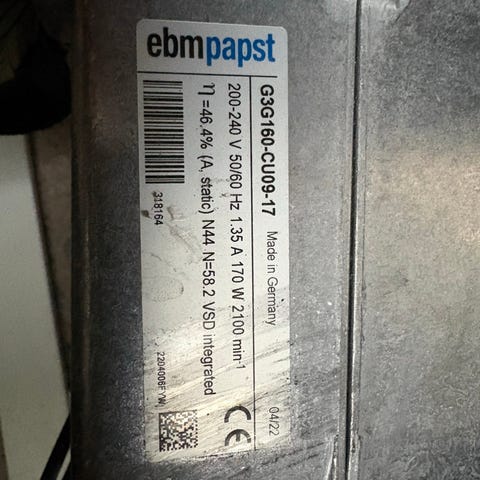 ebmpapst
G3G160-CU09-17 Made in Germany 04/22
200-240 V 50/60 Hz 1.35 A 170 W 2100 min-1
η=46.4% (A, static) N44 N=58.2 VSD integrated
CE
318164